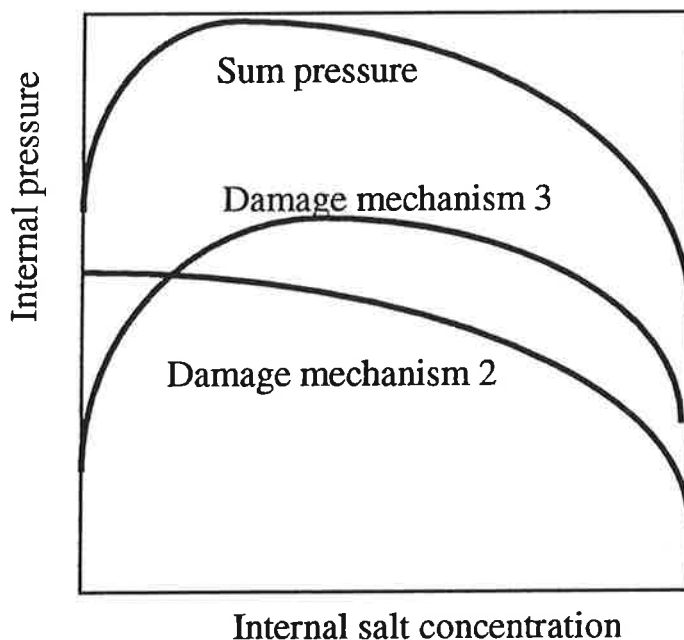 Sum pressure
Internal pressure
Damage mechanism 3
Damage mechanism 2
Internal salt concentration